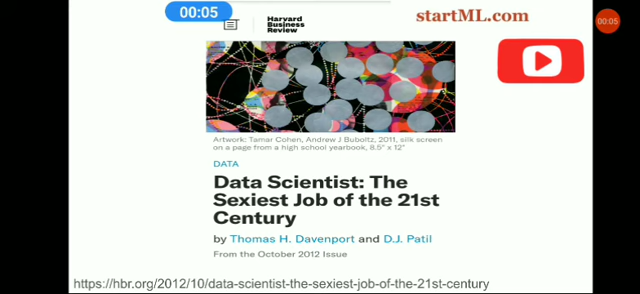 00:05
startML.com
00:05
Harvard
Business
Review
Artwork: Tamar Cohen, Andrew J Buboltz, 2011, silk screen
on a page from a high school yearbook, 8.5" x 12"
DATA
Data Scientist: The
Sexiest Job of the 21st
Century
by Thomas H. Davenport and D.J. Patil
From the October 2012 Issue
https://hbr.org/2012/10/data-scientist-the-sexiest-job-of-the-21st-century